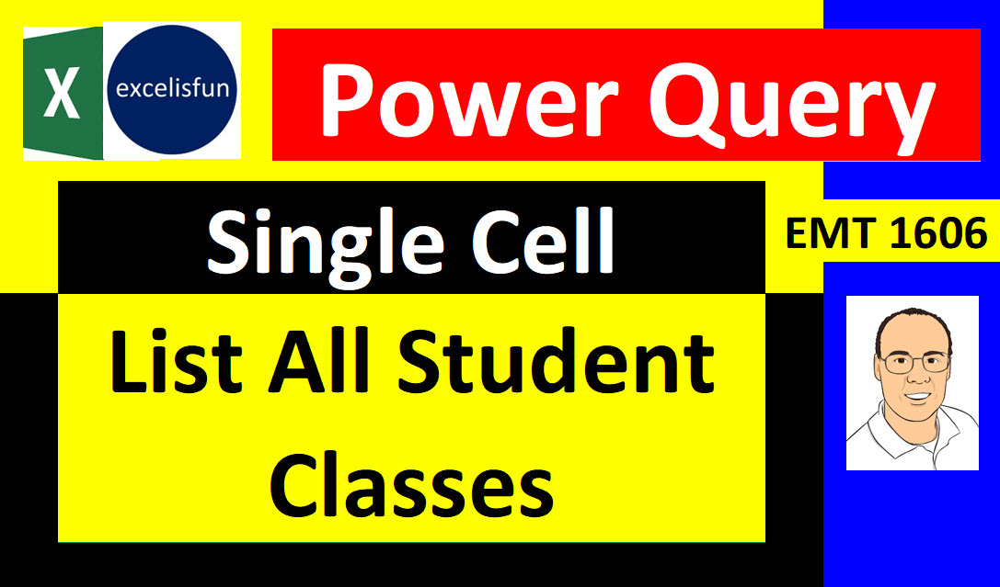 X
excelisfun
Power Query
Single Cell
EMT 1606
List All Student
Classes